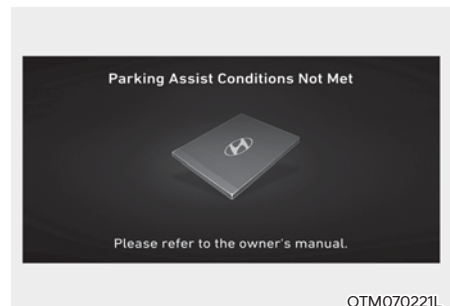 Parking Assist Conditions Not Met
Please refer to the owner's manual.
OTM070221L